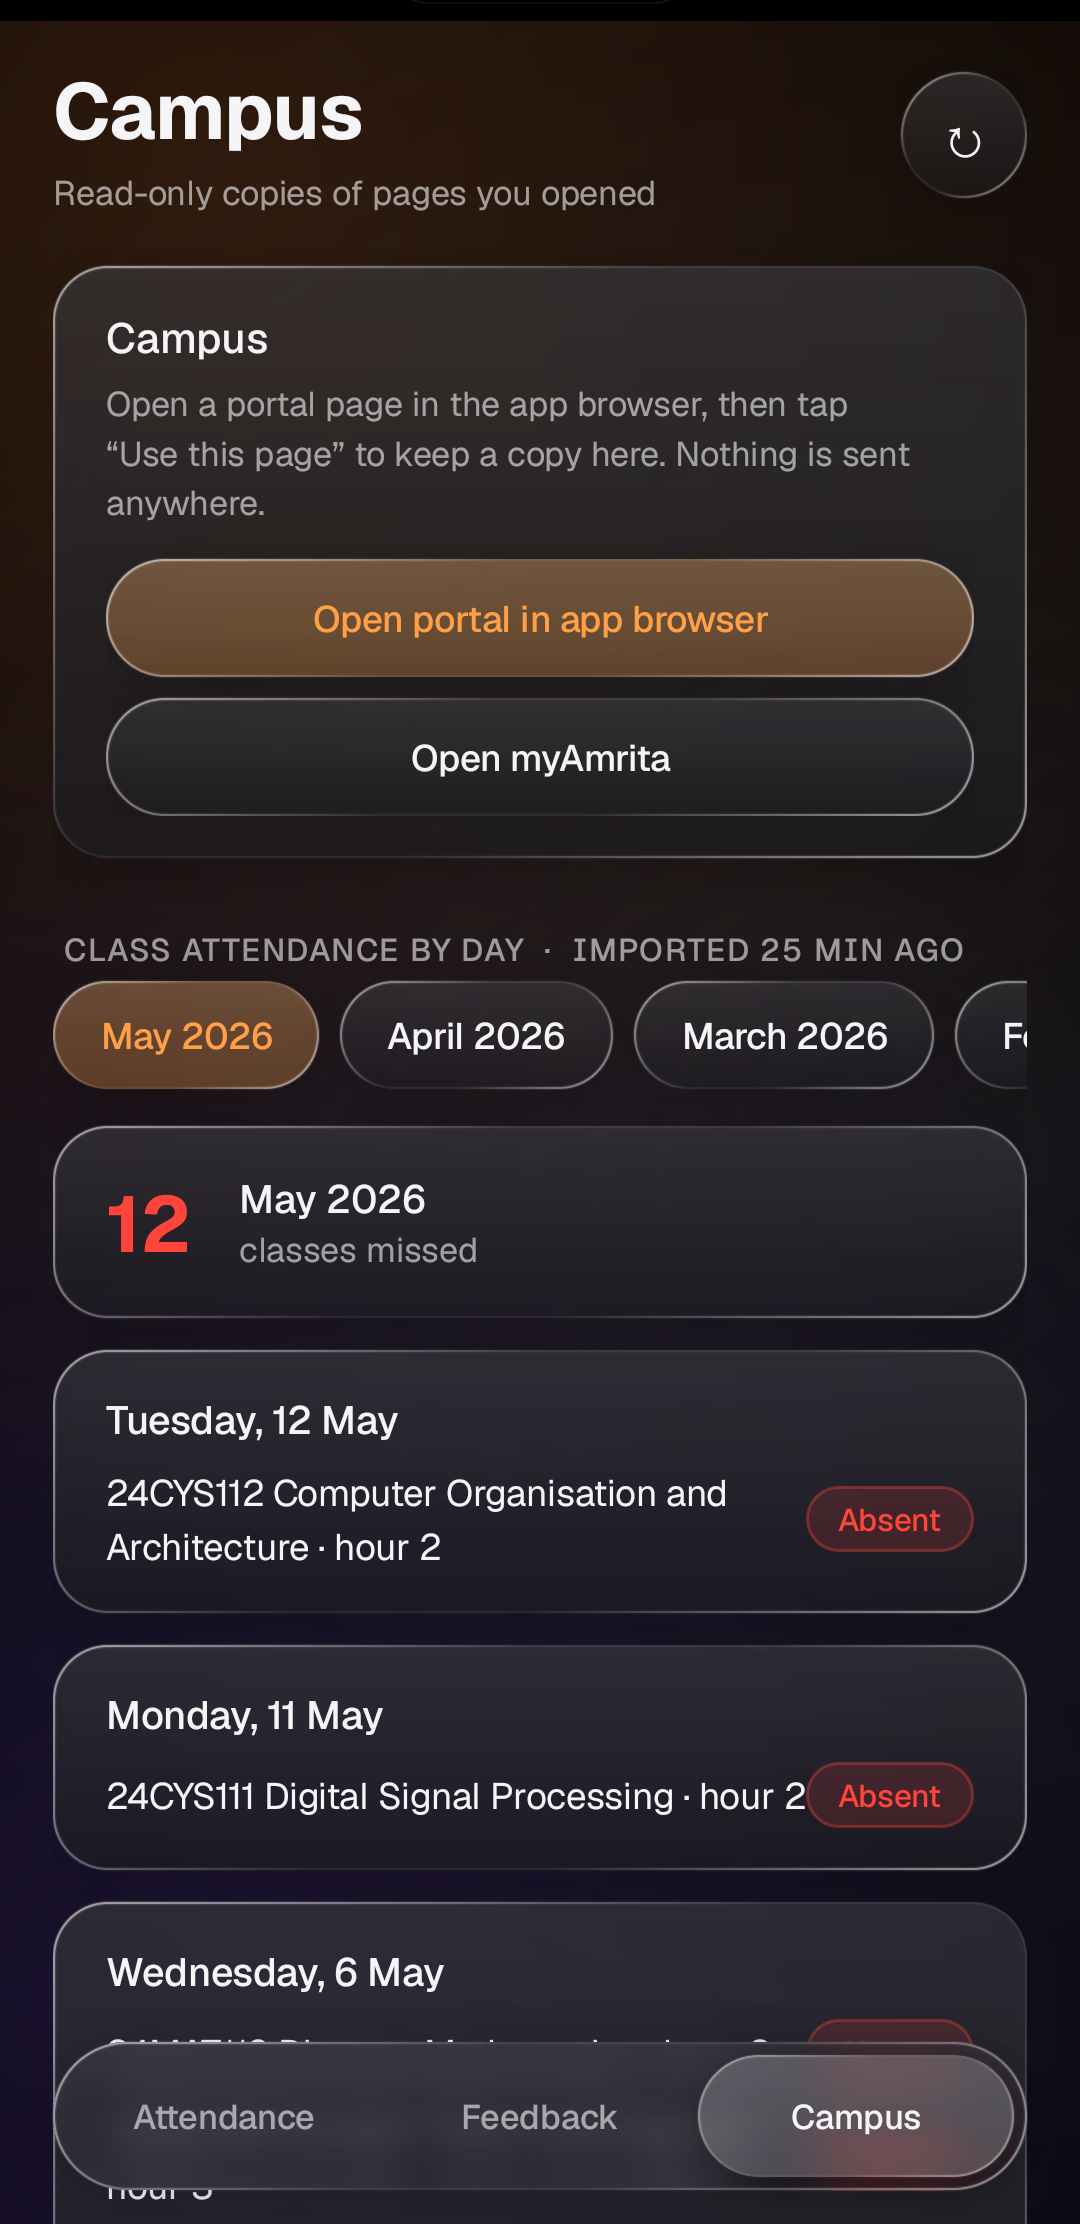 Campus
Read-only copies of pages you opened
Campus
Open a portal page in the app browser, then tap
“Use this page” to keep a copy here. Nothing is sent
anywhere.
Open portal in app browser
Open myAmrita
CLASS ATTENDANCE BY DAY · IMPORTED 25 MIN AGO
May 2026
April 2026
March 2026
12
May 2026
classes missed
Tuesday, 12 May
24CYS112 Computer Organisation and
Architecture · hour 2
Absent
Monday, 11 May
24CYS111 Digital Signal Processing · hour 2
Absent
Wednesday, 6 May
Attendance
Feedback
Campus